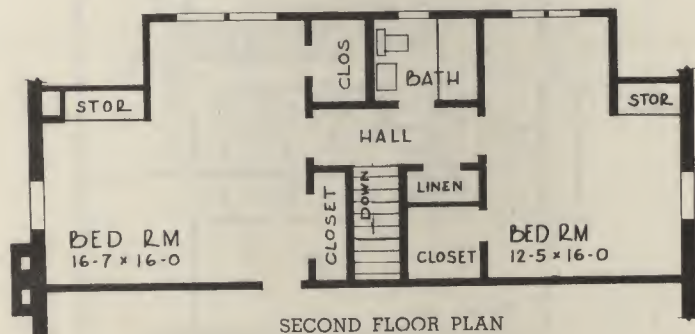 CLOS
BATH
STOR
STOR
HALL
DOWN
LINEN
CLOSET
CLOSET
BED RM
16-7 × 16-0
BED RM
12-5 × 16-0
SECOND FLOOR PLAN